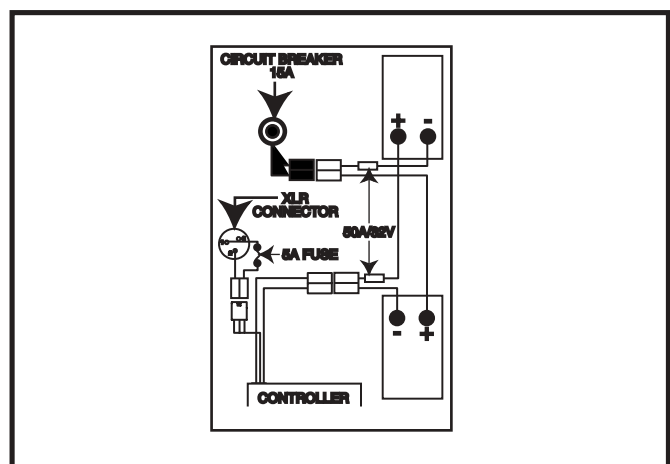 CIRCUIT BREAKER
15A
+ -
XLR
CONNECTOR
50A/32V
5A FUSE
- +
CONTROLLER